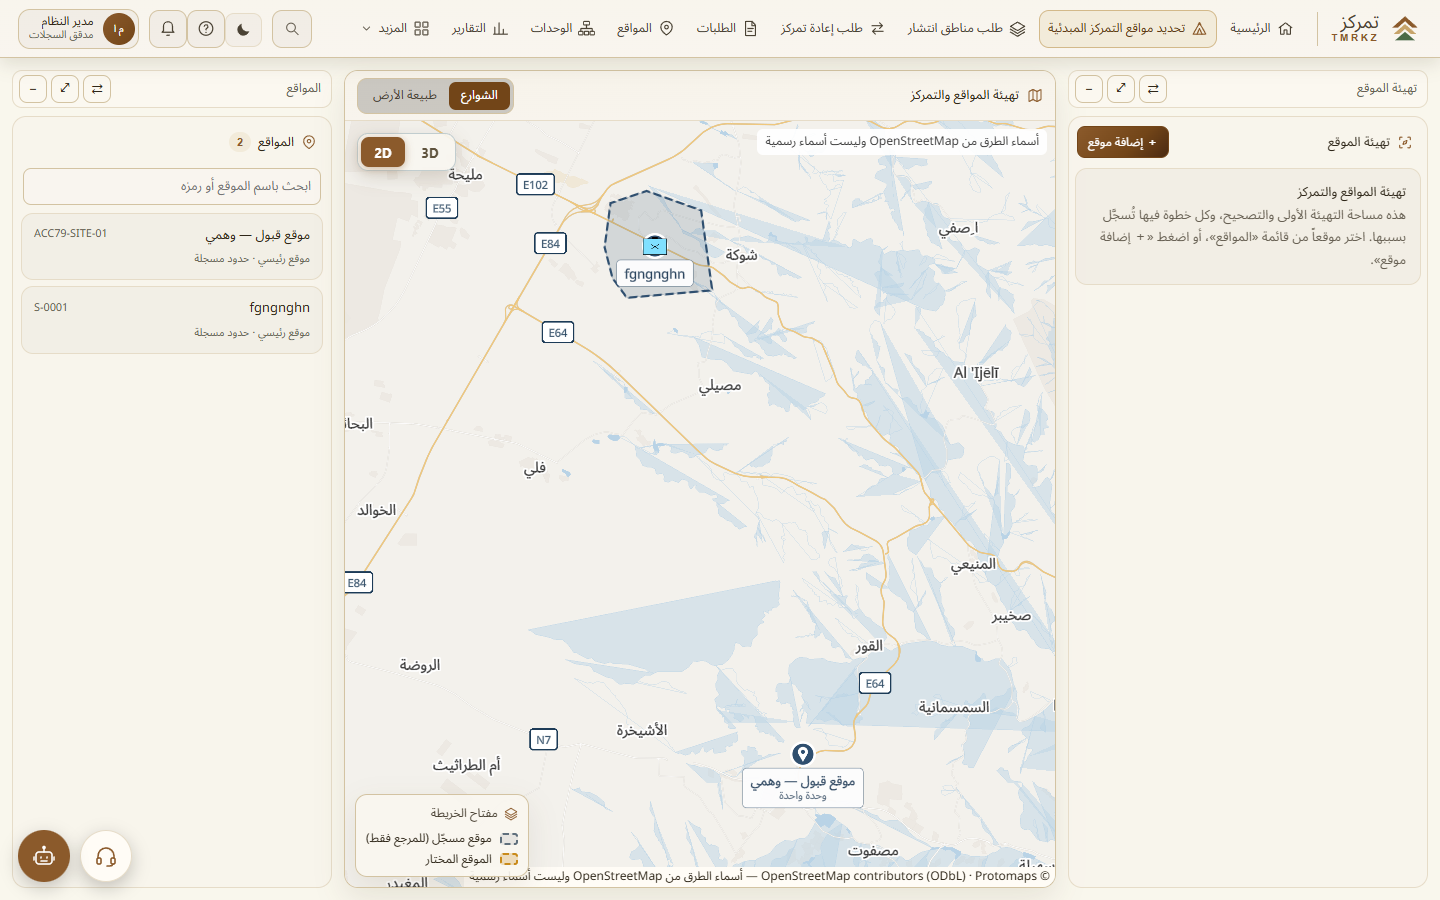 تمركز
TMRKZ
الرئيسية
تحديد مواقع التمركز المبدئية
طلب مناطق انتشار
طلب إعادة تمركز
الطلبات
المواقع
الوحدات
التقارير
المزيد
م ا
مدير النظام
مدقق السجلات
تهيئة الموقع
تهيئة الموقع
+ إضافة موقع
تهيئة المواقع والتمركز
هذه مساحة التهيئة الأولى والتصحيح، وكل خطوة فيها تُسجَّل
بسببها. اختر موقعاً من قائمة «المواقع»، أو اضغط « + إضافة
موقع».
تهيئة المواقع والتمركز
الشوارع
طبيعة الأرض
أسماء الطرق من OpenStreetMap وليست أسماء رسمية
2D
3D
مليحة
E102
E55
E84
شوكة
fgngnghn
E64
مصيلي
Al 'Ijēlī
فلي
الخوالد
المنيعي
E84
صخيبر
القور
الروضة
E64
السمسمانية
الأشيخرة
N7
أم الطراثيث
موقع قبول — وهمي
وحدة واحدة
مصفوت
مفتاح الخريطة
موقع مسجّل (للمرجع فقط)
الموقع المختار
© OpenStreetMap contributors (ODbL) · Protomaps — أسماء الطرق من OpenStreetMap وليست أسماء رسمية
المواقع
المواقع
2
ابحث باسم الموقع أو رمزه
موقع قبول — وهمي
ACC79-SITE-01
موقع رئيسي · حدود مسجلة
fgngnghn
S-0001
موقع رئيسي · حدود مسجلة